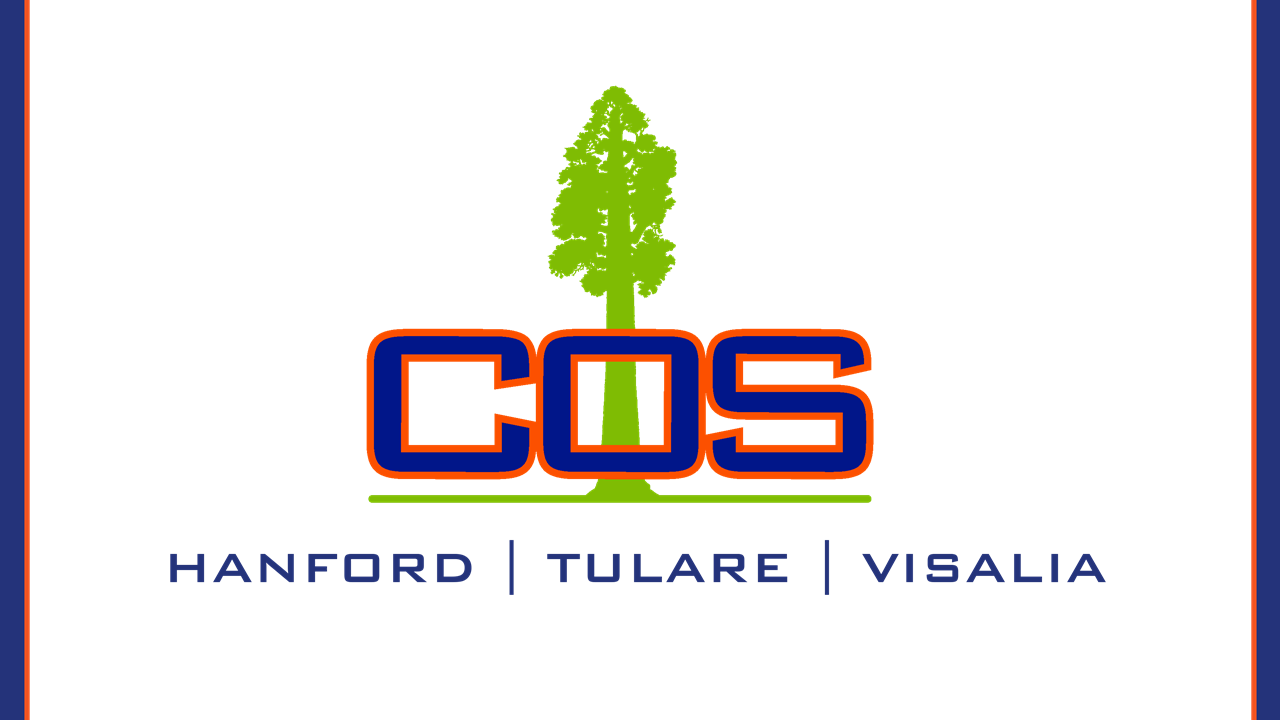 COS
HANFORD | TULARE | VISALIA